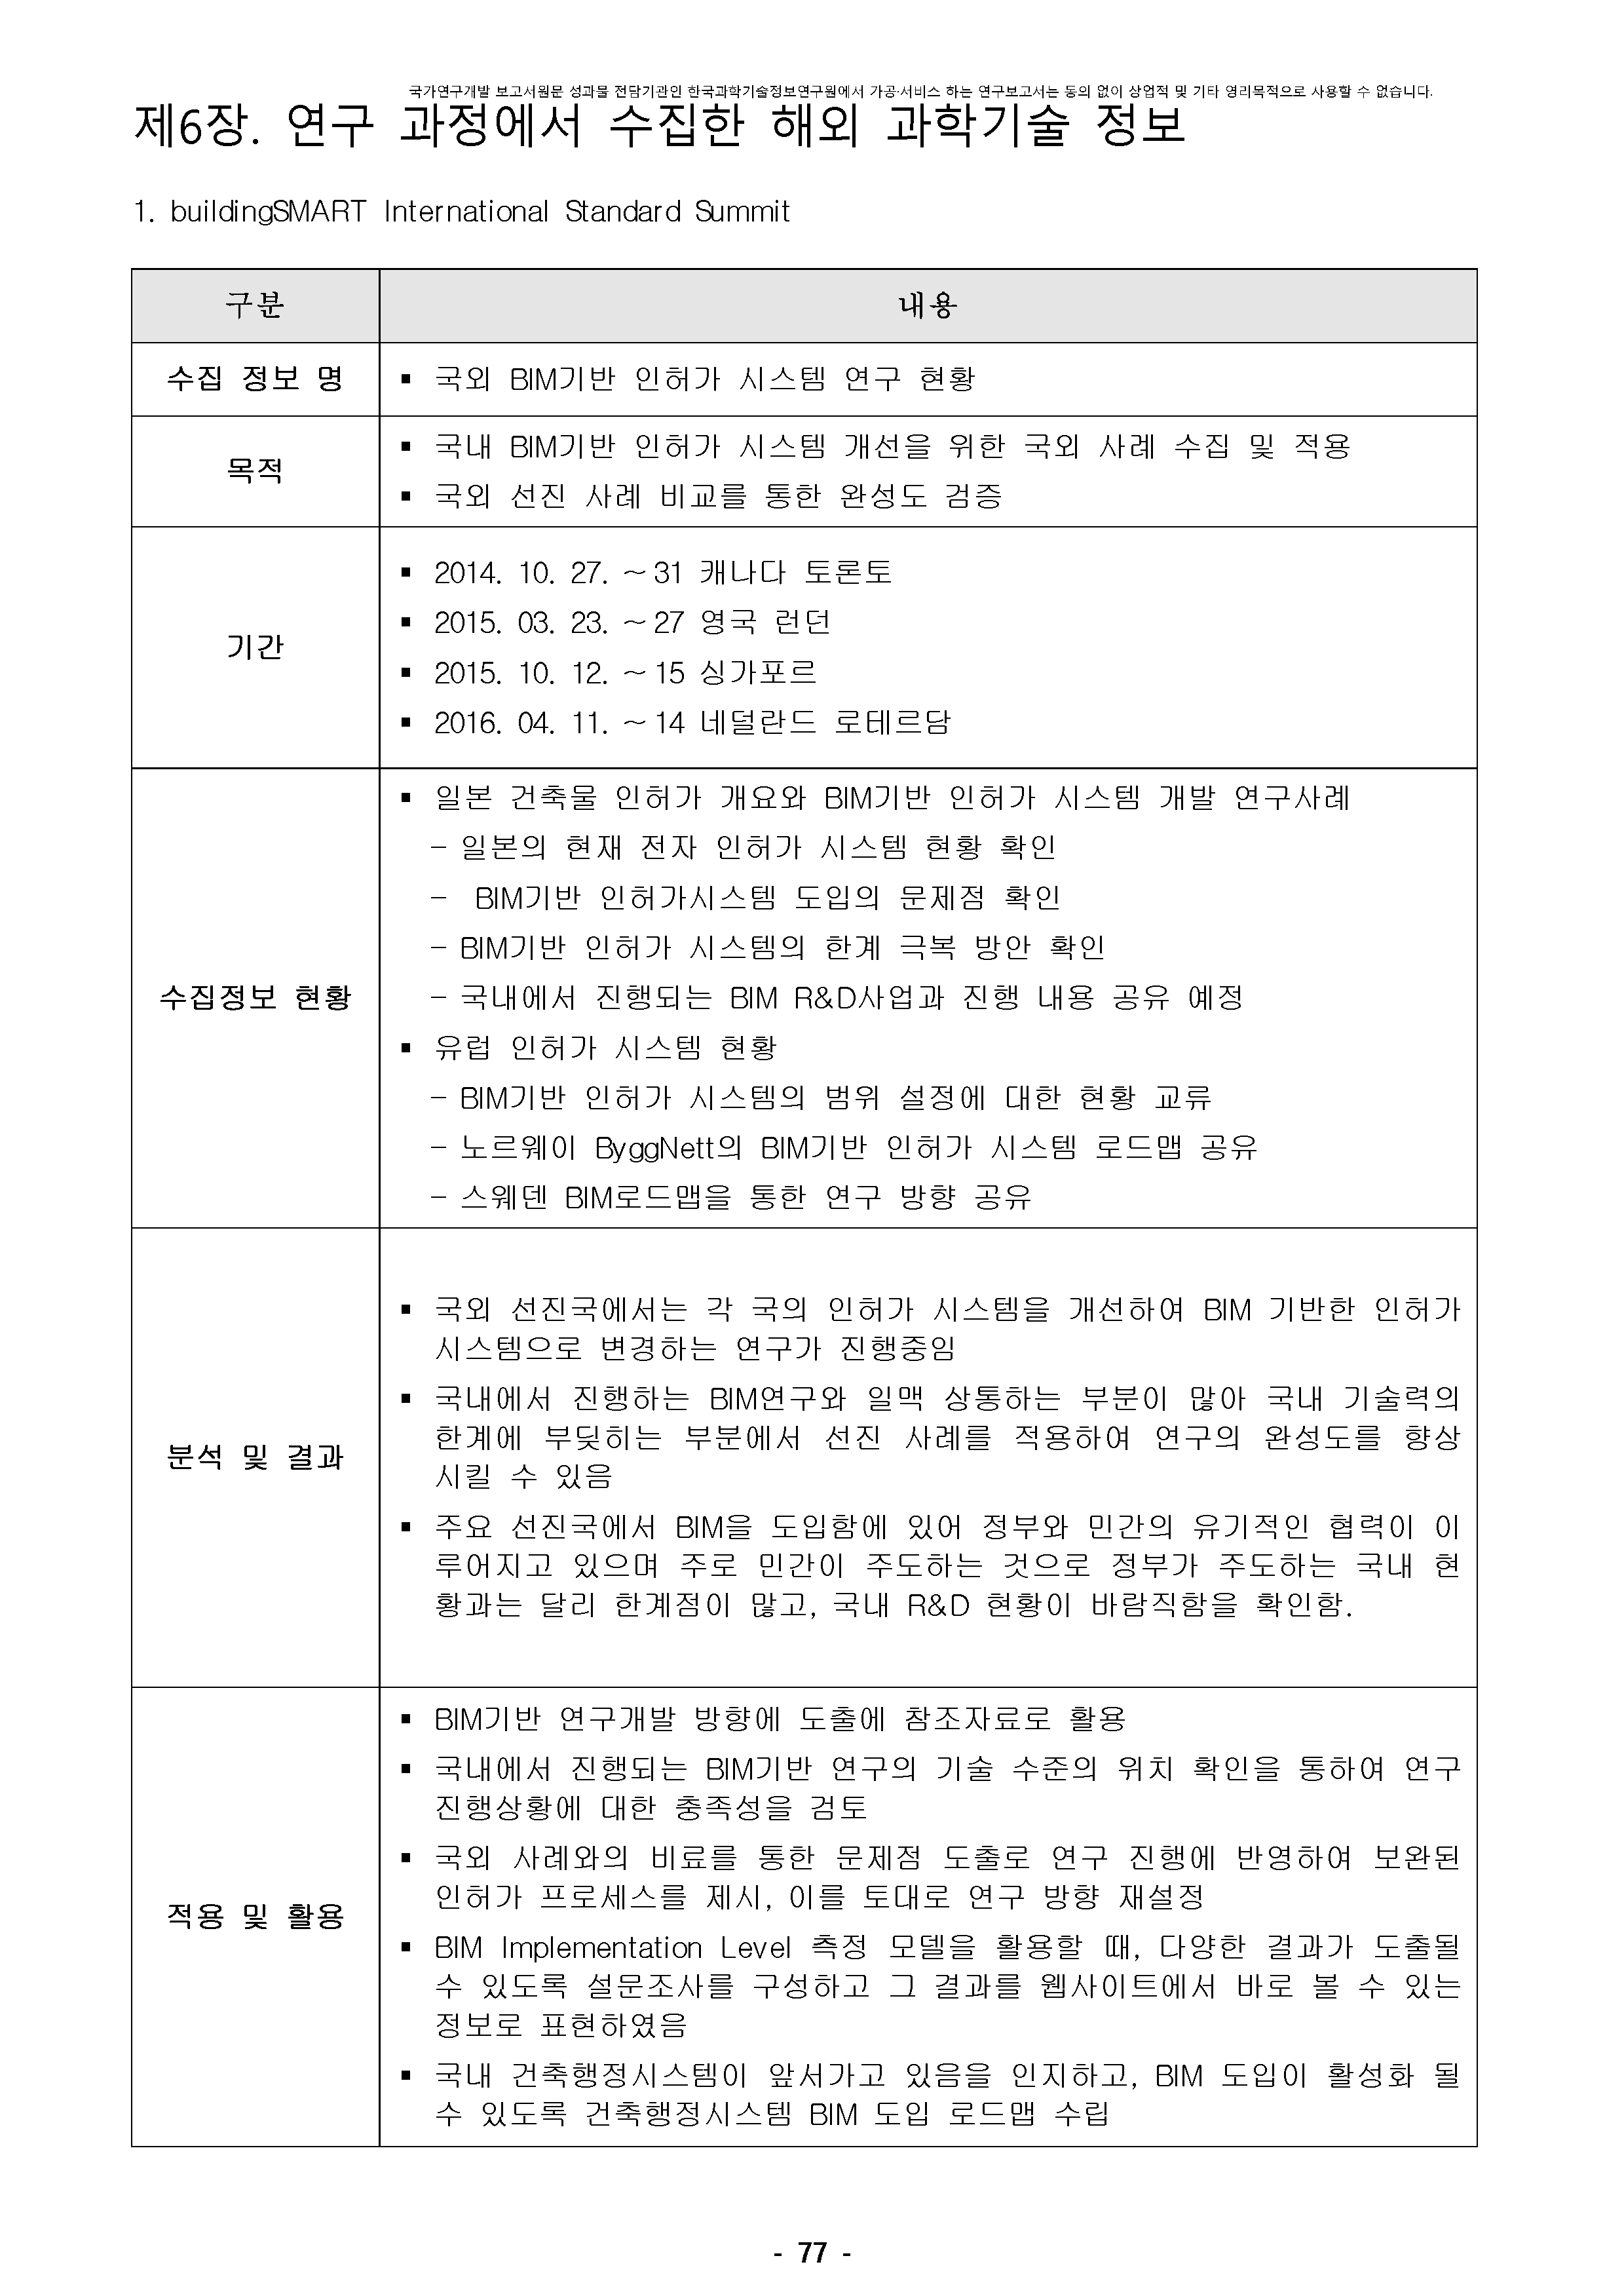 국가연구개발 보고서원문 성과물 전담기관인 한국과학기술정보연구원에서 가공·서비스 하는 연구보고서는 동의 없이 상업적 및 기타 영리목적으로 사용할 수 없습니다.
제6장. 연구 과정에서 수집한 해외 과학기술 정보
1. buildingSMART International Standard Summit
구분 내용
수집 정보 명
▪ 국외 BIM기반 인허가 시스템 연구 현황
목적
▪ 국내 BIM기반 인허가 시스템 개선을 위한 국외 사례 수집 및 적용
▪ 국외 선진 사례 비교를 통한 완성도 검증
기간
▪ 2014. 10. 27. ~ 31 캐나다 토론토
▪ 2015. 03. 23. ~ 27 영국 런던
▪ 2015. 10. 12. ~ 15 싱가포르
▪ 2016. 04. 11. ~ 14 네덜란드 로테르담
수집정보 현황
▪ 일본 건축물 인허가 개요와 BIM기반 인허가 시스템 개발 연구사례
- 일본의 현재 전자 인허가 시스템 현황 확인
- BIM기반 인허가시스템 도입의 문제점 확인
- BIM기반 인허가 시스템의 한계 극복 방안 확인
- 국내에서 진행되는 BIM R&D사업과 진행 내용 공유 예정
▪ 유럽 인허가 시스템 현황
- BIM기반 인허가 시스템의 범위 설정에 대한 현황 교류
- 노르웨이 ByggNett의 BIM기반 인허가 시스템 로드맵 공유
- 스웨덴 BIM로드맵을 통한 연구 방향 공유
분석 및 결과
▪ 국외 선진국에서는 각 국의 인허가 시스템을 개선하여 BIM 기반한 인허가
시스템으로 변경하는 연구가 진행중임
▪ 국내에서 진행하는 BIM연구와 일맥 상통하는 부분이 많아 국내 기술력의
한계에 부딪히는 부분에서 선진 사례를 적용하여 연구의 완성도를 향상
시킬 수 있음
▪ 주요 선진국에서 BIM을 도입함에 있어 정부와 민간의 유기적인 협력이 이
루어지고 있으며 주로 민간이 주도하는 것으로 정부가 주도하는 국내 현
황과는 달리 한계점이 많고, 국내 R&D 현황이 바람직함을 확인함.
적용 및 활용
▪ BIM기반 연구개발 방향에 도출에 참조자료로 활용
▪ 국내에서 진행되는 BIM기반 연구의 기술 수준의 위치 확인을 통하여 연구
진행상황에 대한 충족성을 검토
▪ 국외 사례와의 비료를 통한 문제점 도출로 연구 진행에 반영하여 보완된
인허가 프로세스를 제시, 이를 토대로 연구 방향 재설정
▪ BIM Implementation Level 측정 모델을 활용할 때, 다양한 결과가 도출될
수 있도록 설문조사를 구성하고 그 결과를 웹사이트에서 바로 볼 수 있는
정보로 표현하였음
▪ 국내 건축행정시스템이 앞서가고 있음을 인지하고, BIM 도입이 활성화 될
수 있도록 건축행정시스템 BIM 도입 로드맵 수립
- 77 -